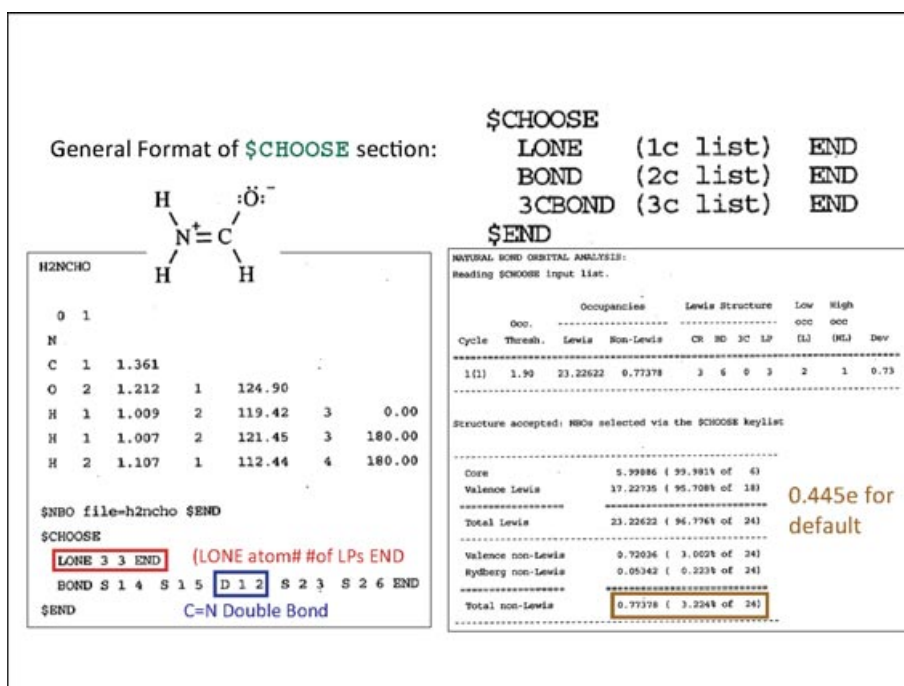 General Format of $CHOOSE section:
$CHOOSE
LONE (1c list) END
BOND (2c list) END
3CBOND (3c list) END
$END
H :Ö:⁻
N⁺=C
H H
H2NCHO
0 1
N
C 1 1.361
O 2 1.212 1 124.90
H 1 1.009 2 119.42 3 0.00
H 1 1.007 2 121.45 3 180.00
H 2 1.107 1 112.44 4 180.00
$NBO file=h2ncho $END
$CHOOSE
LONE 3 3 END (LONE atom# #of LPs END
BOND S 1 4 S 1 5 D 1 2 S 2 3 S 2 6 END
$END C=N Double Bond
NATURAL BOND ORBITAL ANALYSIS:
Reading $CHOOSE input list.
Occupancies Lewis Structure Low High
Occ. occ occ
Cycle Thresh. Lewis Non-Lewis CR BD 3C LP (L) (NL) Dev
1(1) 1.90 23.22622 0.77378 3 6 0 3 2 1 0.73
Structure accepted: NBOs selected via the $CHOOSE keylist
Core 5.99886 ( 99.981% of 6)
Valence Lewis 17.22735 ( 95.708% of 18)
Total Lewis 23.22622 ( 96.776% of 24)
Valence non-Lewis 0.72036 ( 3.002% of 24)
Rydberg non-Lewis 0.05342 ( 0.223% of 24)
Total non-Lewis 0.77378 ( 3.224% of 24)
0.445e for
default